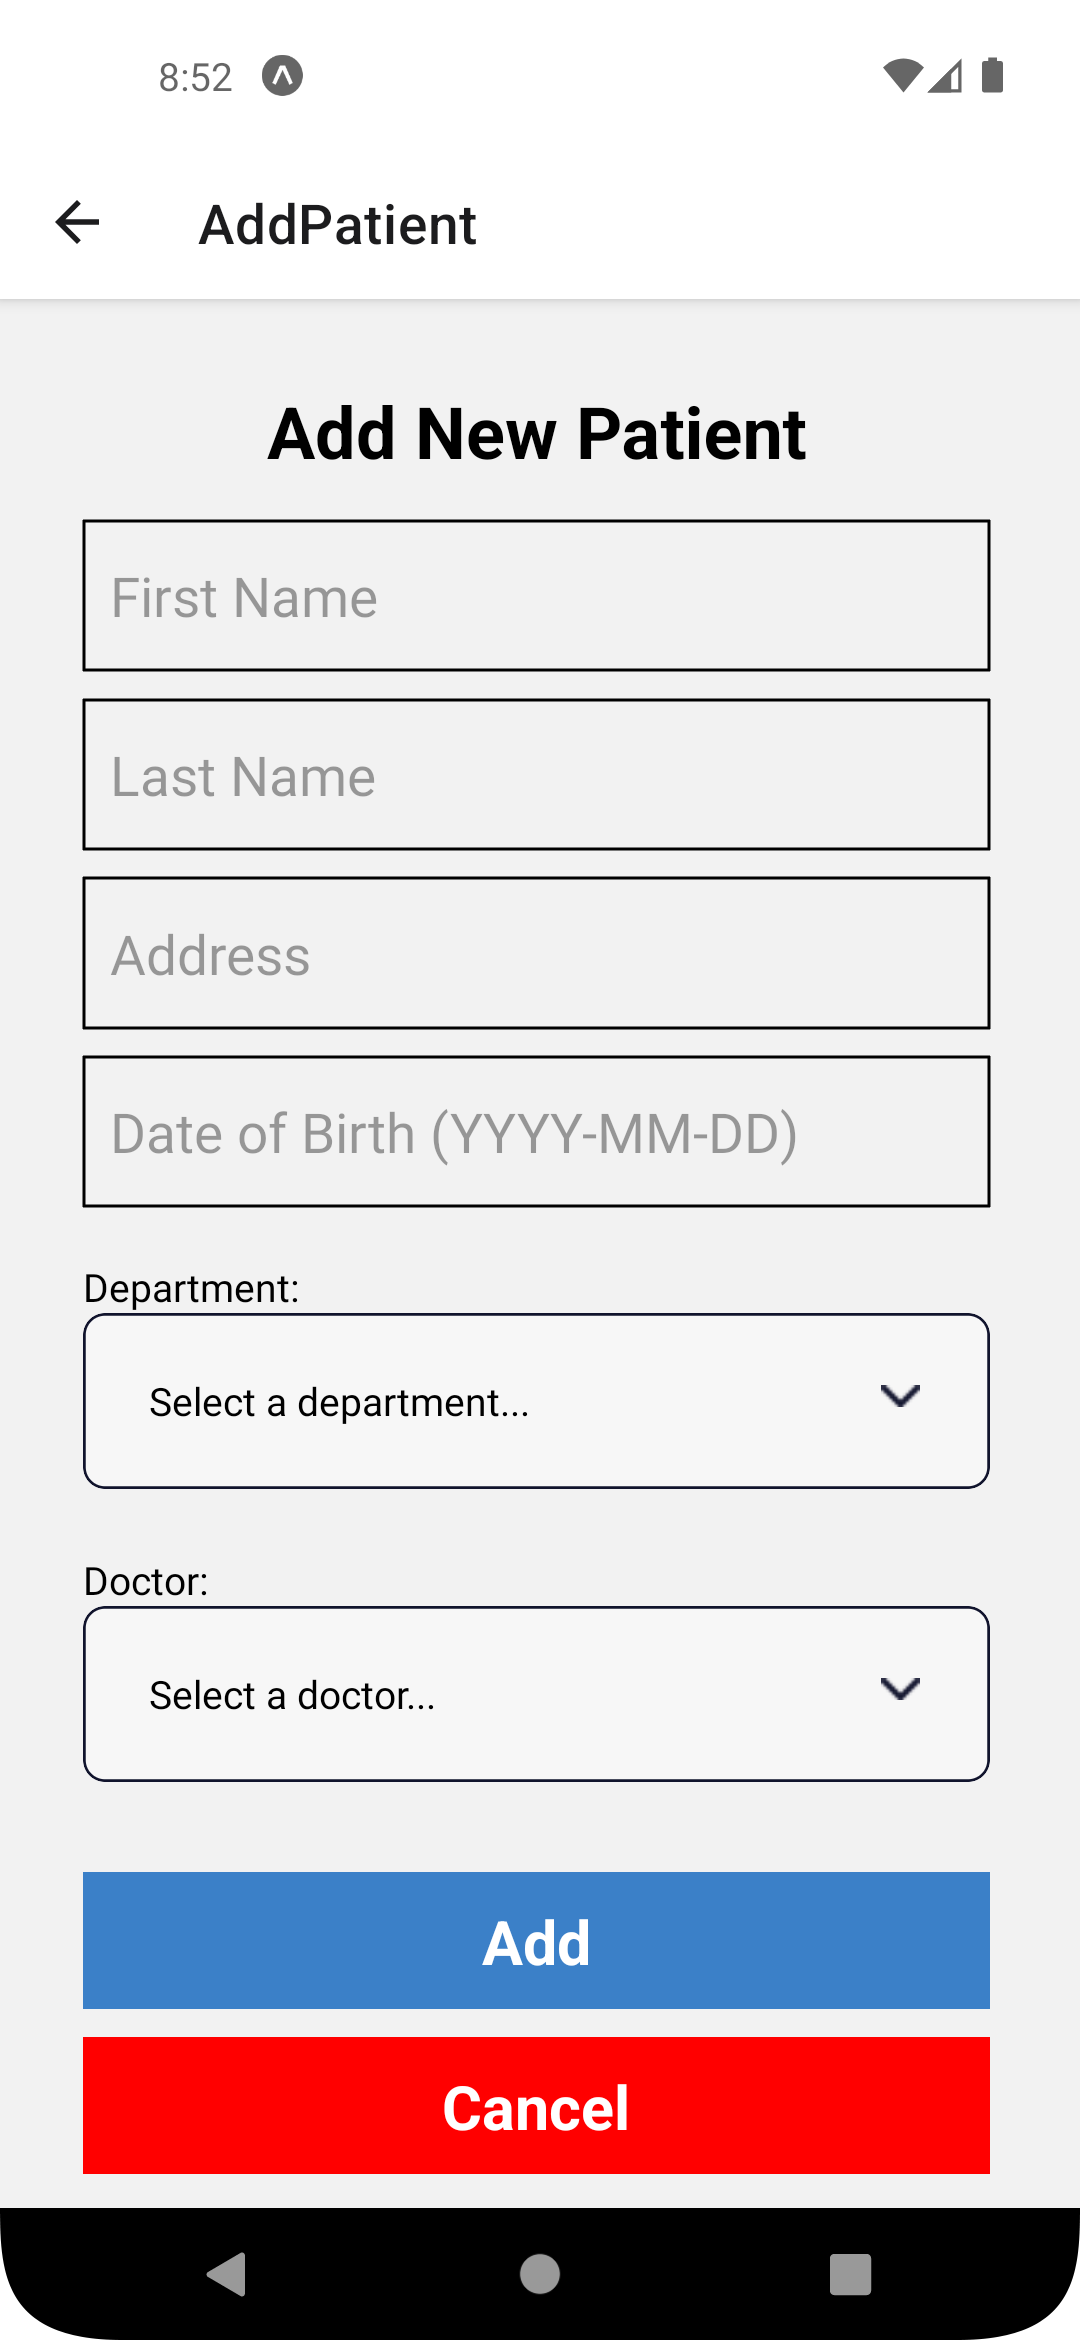 8:52
AddPatient
Add New Patient
First Name
Last Name
Address
Date of Birth (YYYY-MM-DD)
Department:
Select a department...
Doctor:
Select a doctor...
Add
Cancel